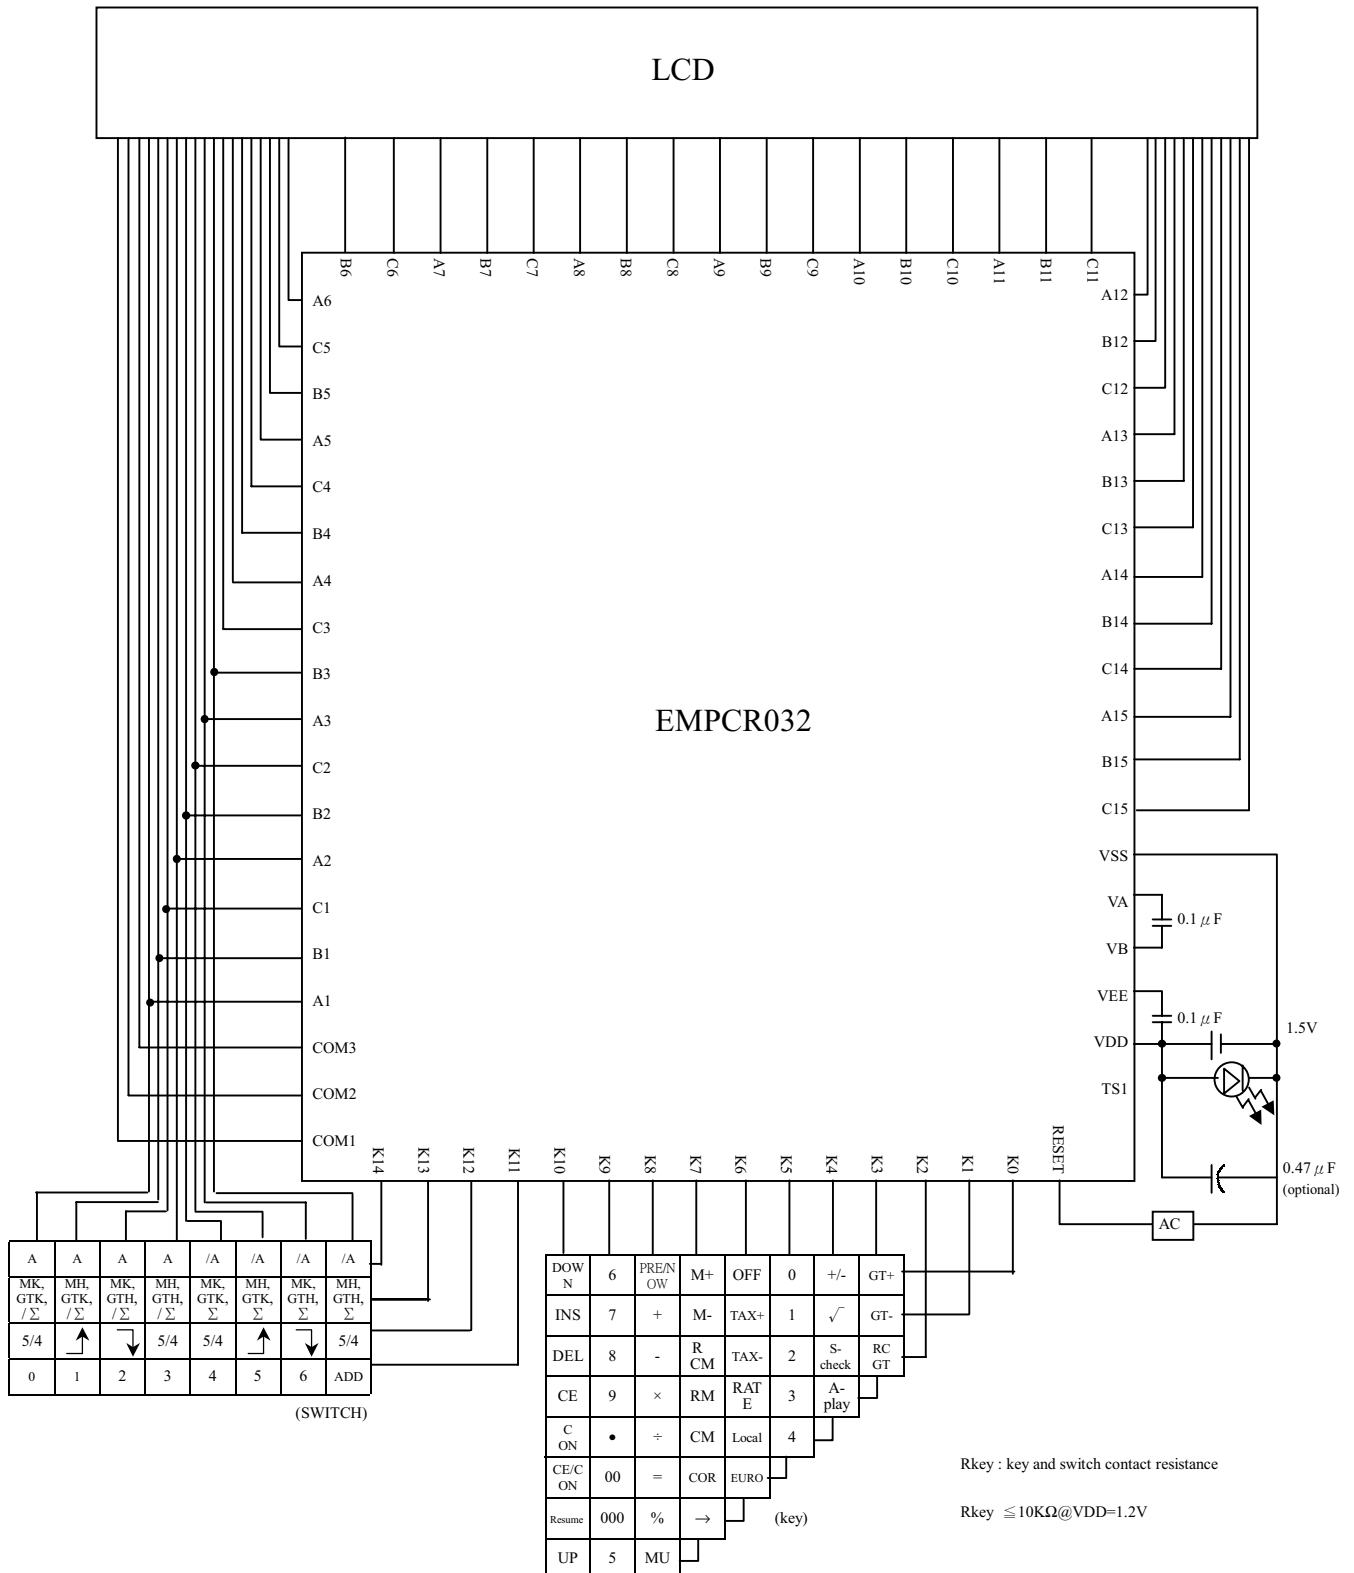 LCD
B6 C6 A7 B7 C7 A8 B8 C8 A9 B9 C9 A10 B10 C10 A11 B11 C11
A6 A12
C5 B12
B5 C12
A5 A13
C4 B13
B4 C13
A4 A14
C3 B14
B3 C14
A3 EMPCR032 A15
C2 B15
B2 C15
A2 VSS
C1 VA
0.1 μF
B1 VB
A1 VEE
0.1 μF
1.5V
COM3 VDD
COM2 TS1
COM1
K14 K13 K12 K11 K10 K9 K8 K7 K6 K5 K4 K3 K2 K1 K0 RESET
0.47 μF
(optional)
AC
A A A A /A /A /A /A
MK, MH, MK, MH, MK, MH, MK, MH,
GTK, GTK, GTH, GTH, GTK, GTK, GTH, GTH,
/Σ /Σ /Σ /Σ Σ Σ Σ Σ
5/4 5/4 5/4 5/4
0 1 2 3 4 5 6 ADD
(SWITCH)
DOW
N 6 PRE/N
OW M+ OFF 0 +/- GT+
INS 7 + M- TAX+ 1 √ GT-
DEL 8 - R
CM TAX- 2 S-
check RC
GT
CE 9 × RM RAT
E 3 A-
play
C
ON • ÷ CM Local 4
CE/C
ON 00 = COR EURO
Resume 000 % →
UP 5 MU
(key)
Rkey : key and switch contact resistance
Rkey ≦10KΩ@VDD=1.2V